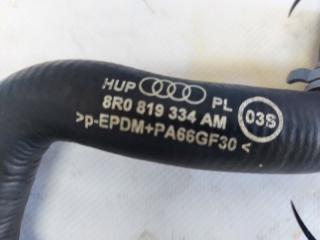 HUP PL
8R0 819 334 AM 03S
>p-EPDM+PA66GF30<